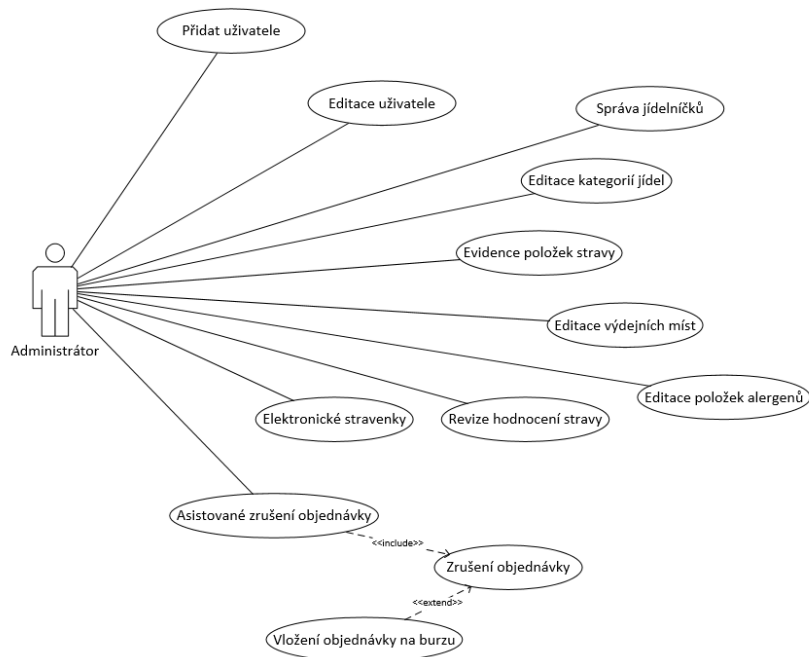 Přidat uživatele
Editace uživatele
Správa jídelníčků
Editace kategorií jídel
Evidence položek stravy
Editace výdejních míst
Administrátor
Editace položek alergenů
Elektronické stravenky
Revize hodnocení stravy
Asistované zrušení objednávky
<<include>>
Zrušení objednávky
<<extend>>
Vložení objednávky na burzu